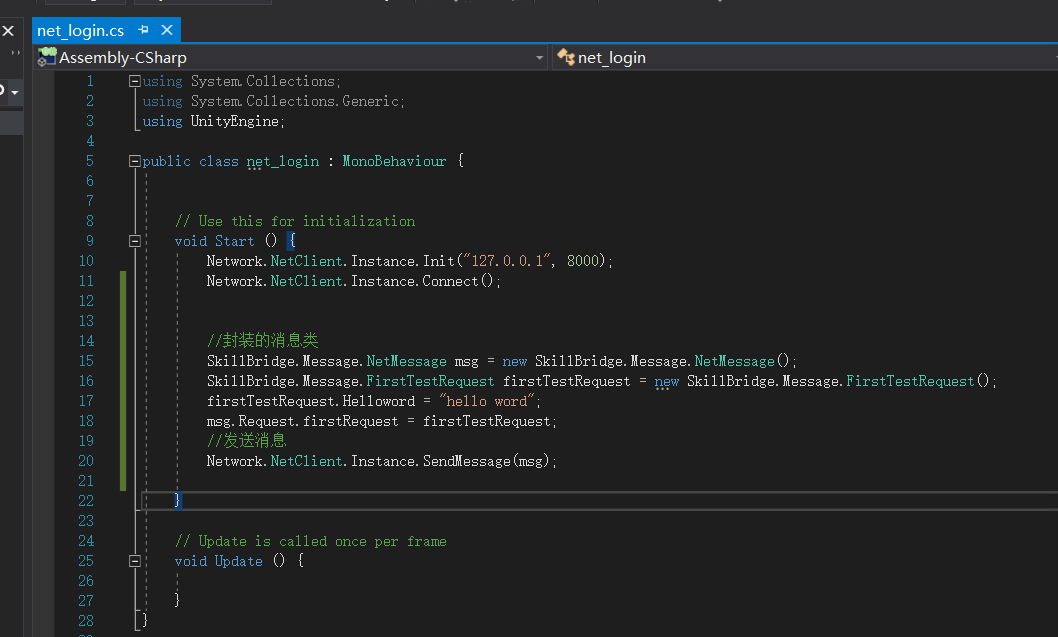 net_login.cs
Assembly-CSharp
net_login
1 using System.Collections;
2 using System.Collections.Generic;
3 using UnityEngine;
4
5 public class net_login : MonoBehaviour {
6
7
8 // Use this for initialization
9 void Start () {
10 Network.NetClient.Instance.Init("127.0.0.1", 8000);
11 Network.NetClient.Instance.Connect();
12
13
14 //封装的消息类
15 SkillBridge.Message.NetMessage msg = new SkillBridge.Message.NetMessage();
16 SkillBridge.Message.FirstTestRequest firstTestRequest = new SkillBridge.Message.FirstTestRequest();
17 firstTestRequest.Helloword = "hello word";
18 msg.Request.firstRequest = firstTestRequest;
19 //发送消息
20 Network.NetClient.Instance.SendMessage(msg);
21
22 }
23
24 // Update is called once per frame
25 void Update () {
26
27 }
28 }